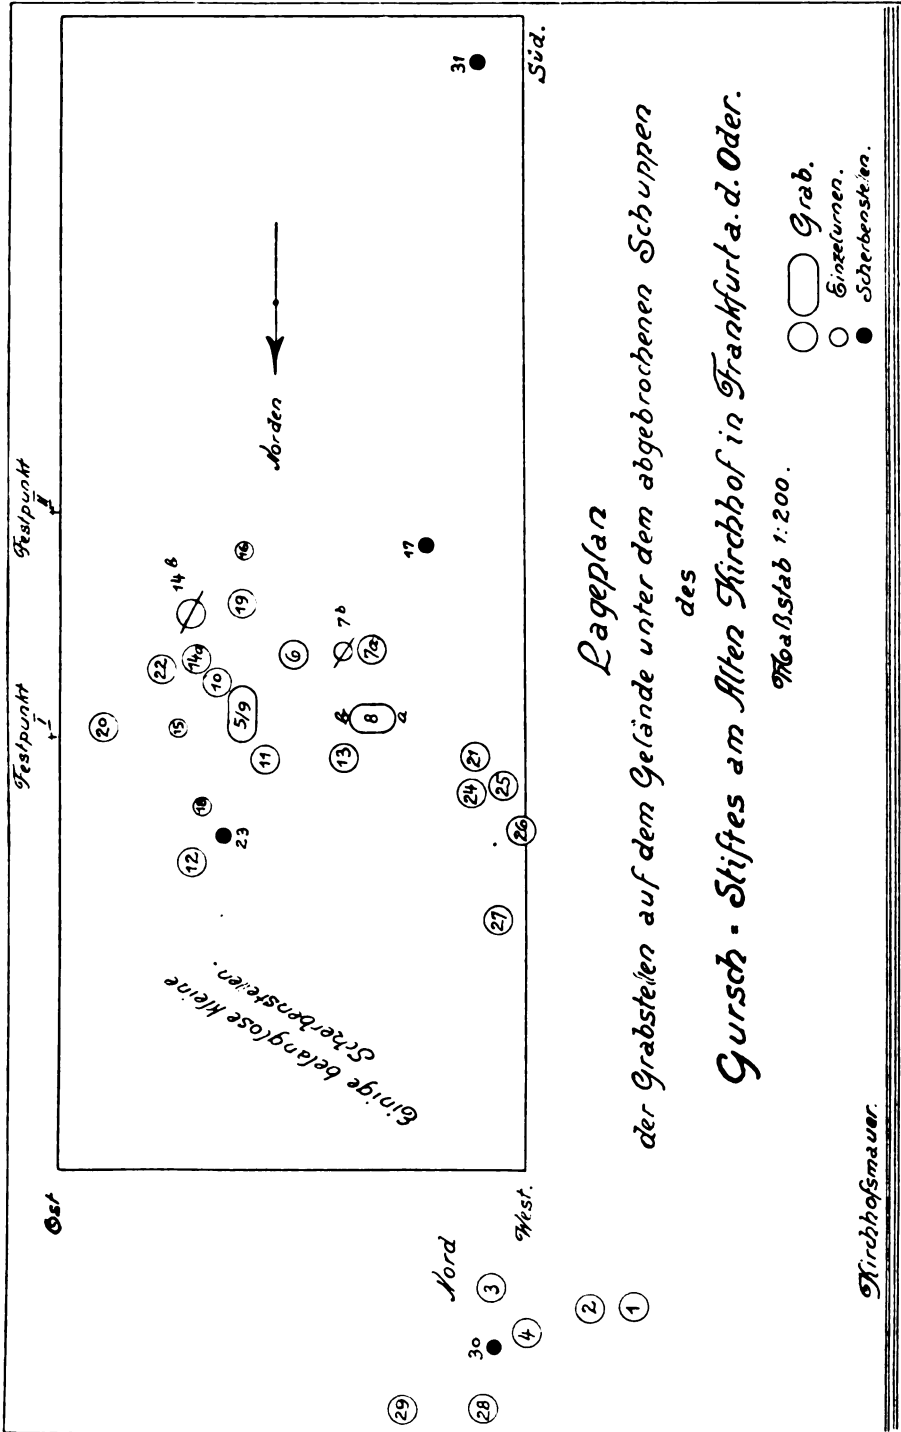 Lageplan
der Grabstellen auf dem Gelände unter dem abgebrochenen Schuppen
des
Gursch-Stiftes am Alten Kirchhof in Frankfurt a. d. Oder.
Maßstab 1:200.
Grab.
Einzelurnen.
Scherbenstellen.
Kirchhofsmauer.
Ost
West.
Nord
Süd.
Norden
Festpunkt
I
Festpunkt
II
Einige belanglose kleine
Scherbenstellen.
1
2
3
4
30
28
29
27
26
25
24
21
12
23
18
11
13
20
15
5/9
8
a
b
22
14a
10
6
7b
7a
14b
19
16
17
31